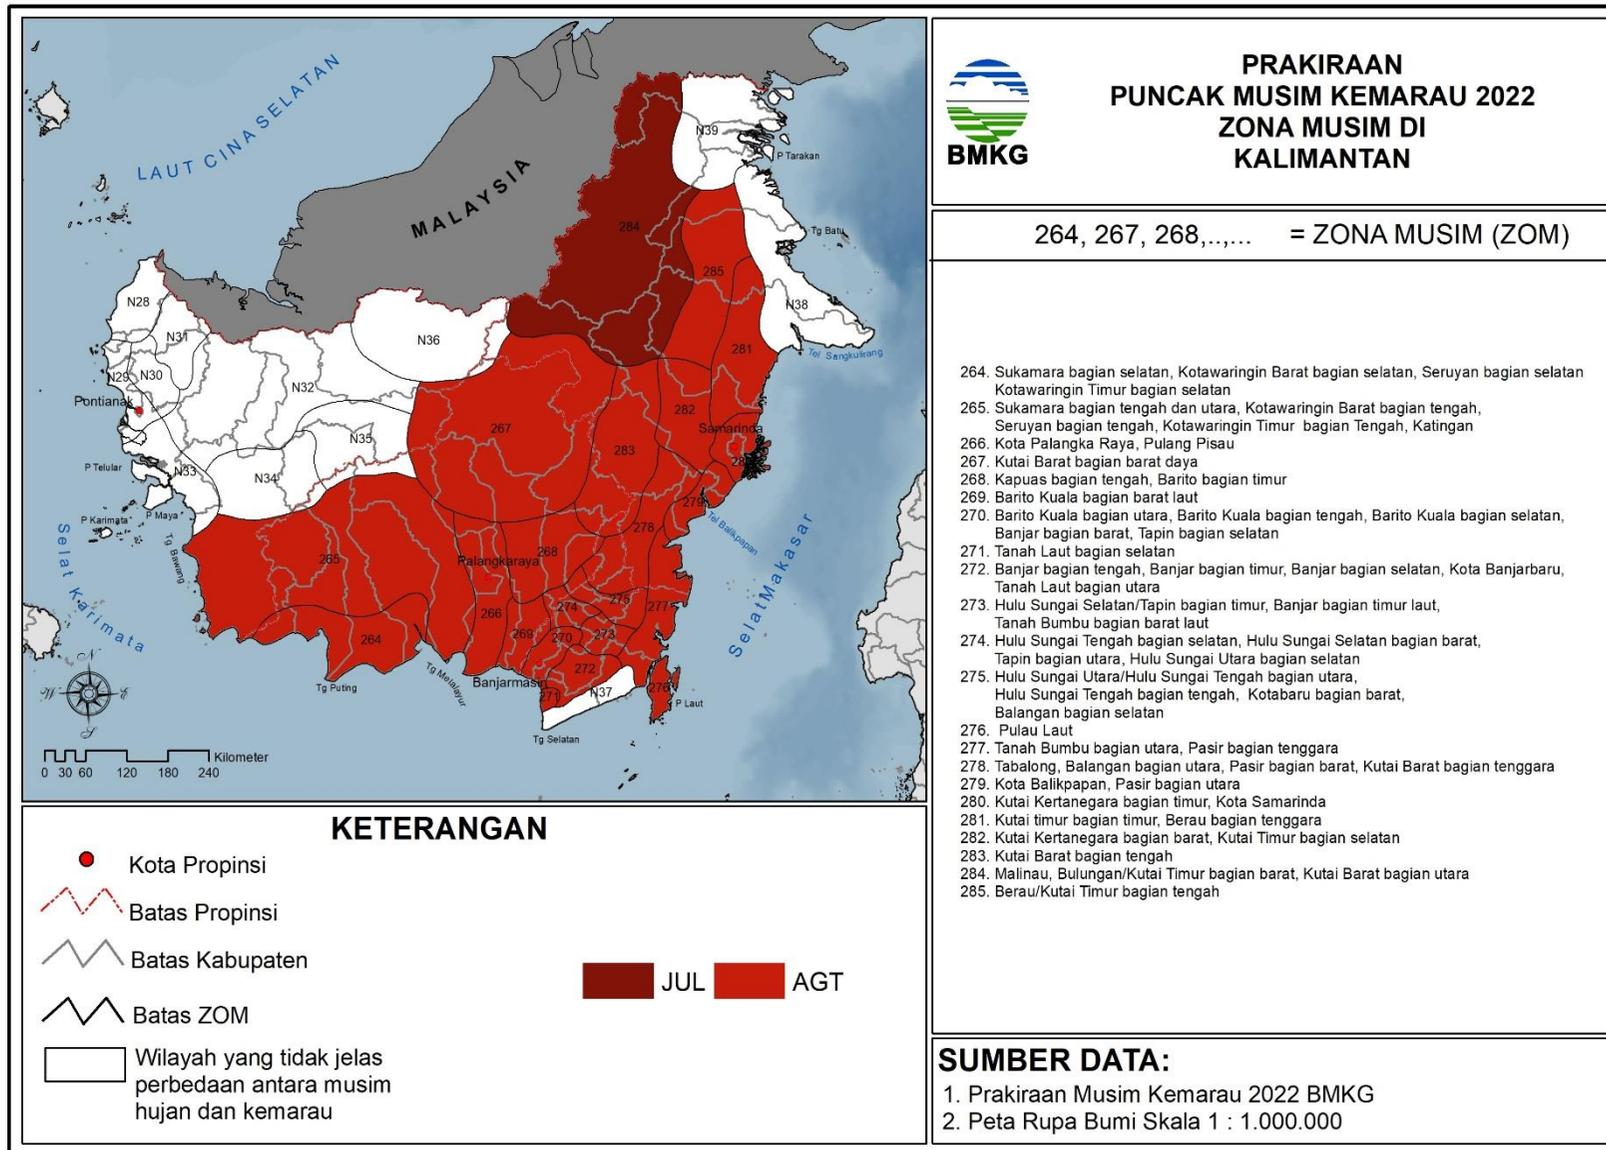 PRAKIRAAN
PUNCAK MUSIM KEMARAU 2022
ZONA MUSIM DI
KALIMANTAN
BMKG
264, 267, 268,..,... = ZONA MUSIM (ZOM)
264. Sukamara bagian selatan, Kotawaringin Barat bagian selatan, Seruyan bagian selatan
Kotawaringin Timur bagian selatan
265. Sukamara bagian tengah dan utara, Kotawaringin Barat bagian tengah,
Seruyan bagian tengah, Kotawaringin Timur bagian Tengah, Katingan
266. Kota Palangka Raya, Pulang Pisau
267. Kutai Barat bagian barat daya
268. Kapuas bagian tengah, Barito bagian timur
269. Barito Kuala bagian barat laut
270. Barito Kuala bagian utara, Barito Kuala bagian tengah, Barito Kuala bagian selatan,
Banjar bagian barat, Tapin bagian selatan
271. Tanah Laut bagian selatan
272. Banjar bagian tengah, Banjar bagian timur, Banjar bagian selatan, Kota Banjarbaru,
Tanah Laut bagian utara
273. Hulu Sungai Selatan/Tapin bagian timur, Banjar bagian timur laut,
Tanah Bumbu bagian barat laut
274. Hulu Sungai Tengah bagian selatan, Hulu Sungai Selatan bagian barat,
Tapin bagian utara, Hulu Sungai Utara bagian selatan
275. Hulu Sungai Utara/Hulu Sungai Tengah bagian utara,
Hulu Sungai Tengah bagian tengah, Kotabaru bagian barat,
Balangan bagian selatan
276. Pulau Laut
277. Tanah Bumbu bagian utara, Pasir bagian tenggara
278. Tabalong, Balangan bagian utara, Pasir bagian barat, Kutai Barat bagian tenggara
279. Kota Balikpapan, Pasir bagian utara
280. Kutai Kertanegara bagian timur, Kota Samarinda
281. Kutai timur bagian timur, Berau bagian tenggara
282. Kutai Kertanegara bagian barat, Kutai Timur bagian selatan
283. Kutai Barat bagian tengah
284. Malinau, Bulungan/Kutai Timur bagian barat, Kutai Barat bagian utara
285. Berau/Kutai Timur bagian tengah
SUMBER DATA:
1. Prakiraan Musim Kemarau 2022 BMKG
2. Peta Rupa Bumi Skala 1 : 1.000.000
LAUT CINA SELATAN
MALAYSIA
N39
P Tarakan
284
Tg Batu
285
N38
N28
N31
N36
281
Tel Sangkulirang
N29
N30
N32
Pontianak
282
267
Samarinda
N35
283
P Telular
N33
N34
279
P Karimata
P Maya
278
Tel Balikpapan
Selat Karimata
Tg Bawang
265
Palangkaraya
268
Selat Makasar
266
274
275
277
264
269
270
273
272
Tg Puting
Tg Melalayur
Banjarmasin
271
N37
276
P Laut
Tg Selatan
N
W
E
S
Kilometer
0 30 60 120 180 240
KETERANGAN
Kota Propinsi
Batas Propinsi
Batas Kabupaten
Batas ZOM
Wilayah yang tidak jelas
perbedaan antara musim
hujan dan kemarau
JUL
AGT